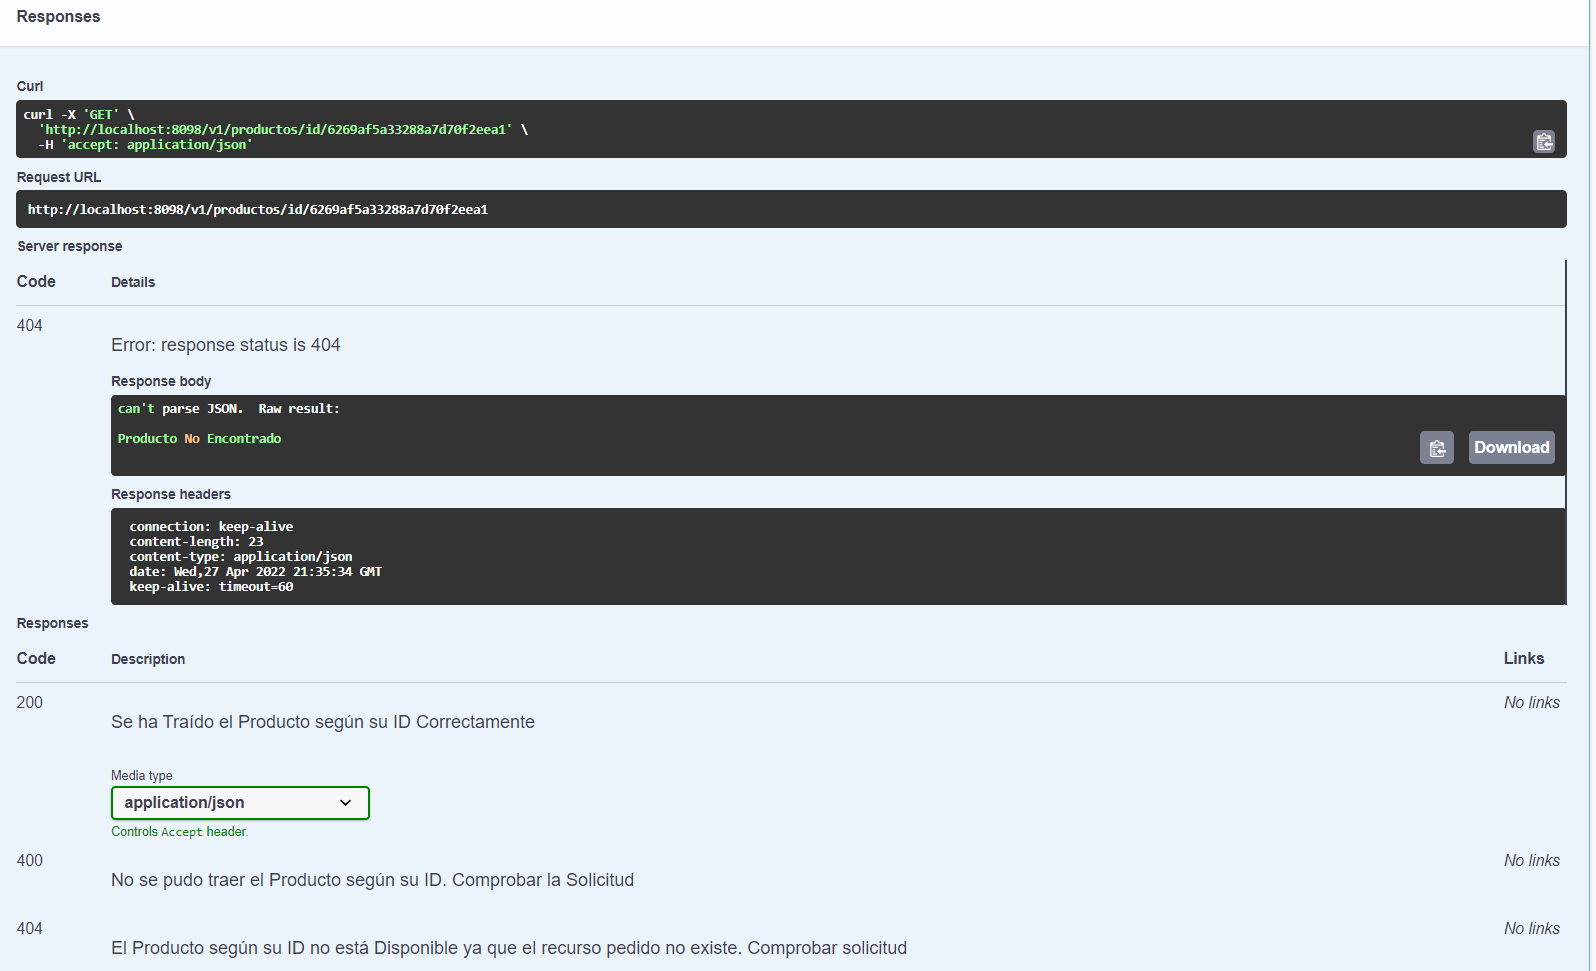 Responses
Curl
curl -X 'GET' \
'http://localhost:8098/v1/productos/id/6269af5a33288a7d70f2eea1' \
-H 'accept: application/json'
Request URL
http://localhost:8098/v1/productos/id/6269af5a33288a7d70f2eea1
Server response
Code Details
404
Error: response status is 404
Response body
can't parse JSON.  Raw result:
Producto No Encontrado
Download
Response headers
connection: keep-alive
content-length: 23
content-type: application/json
date: Wed,27 Apr 2022 21:35:34 GMT
keep-alive: timeout=60
Responses
Code Description Links
200 No links
Se ha Traído el Producto según su ID Correctamente
Media type
application/json
Controls Accept header.
400 No links
No se pudo traer el Producto según su ID. Comprobar la Solicitud
404 No links
El Producto según su ID no está Disponible ya que el recurso pedido no existe. Comprobar solicitud